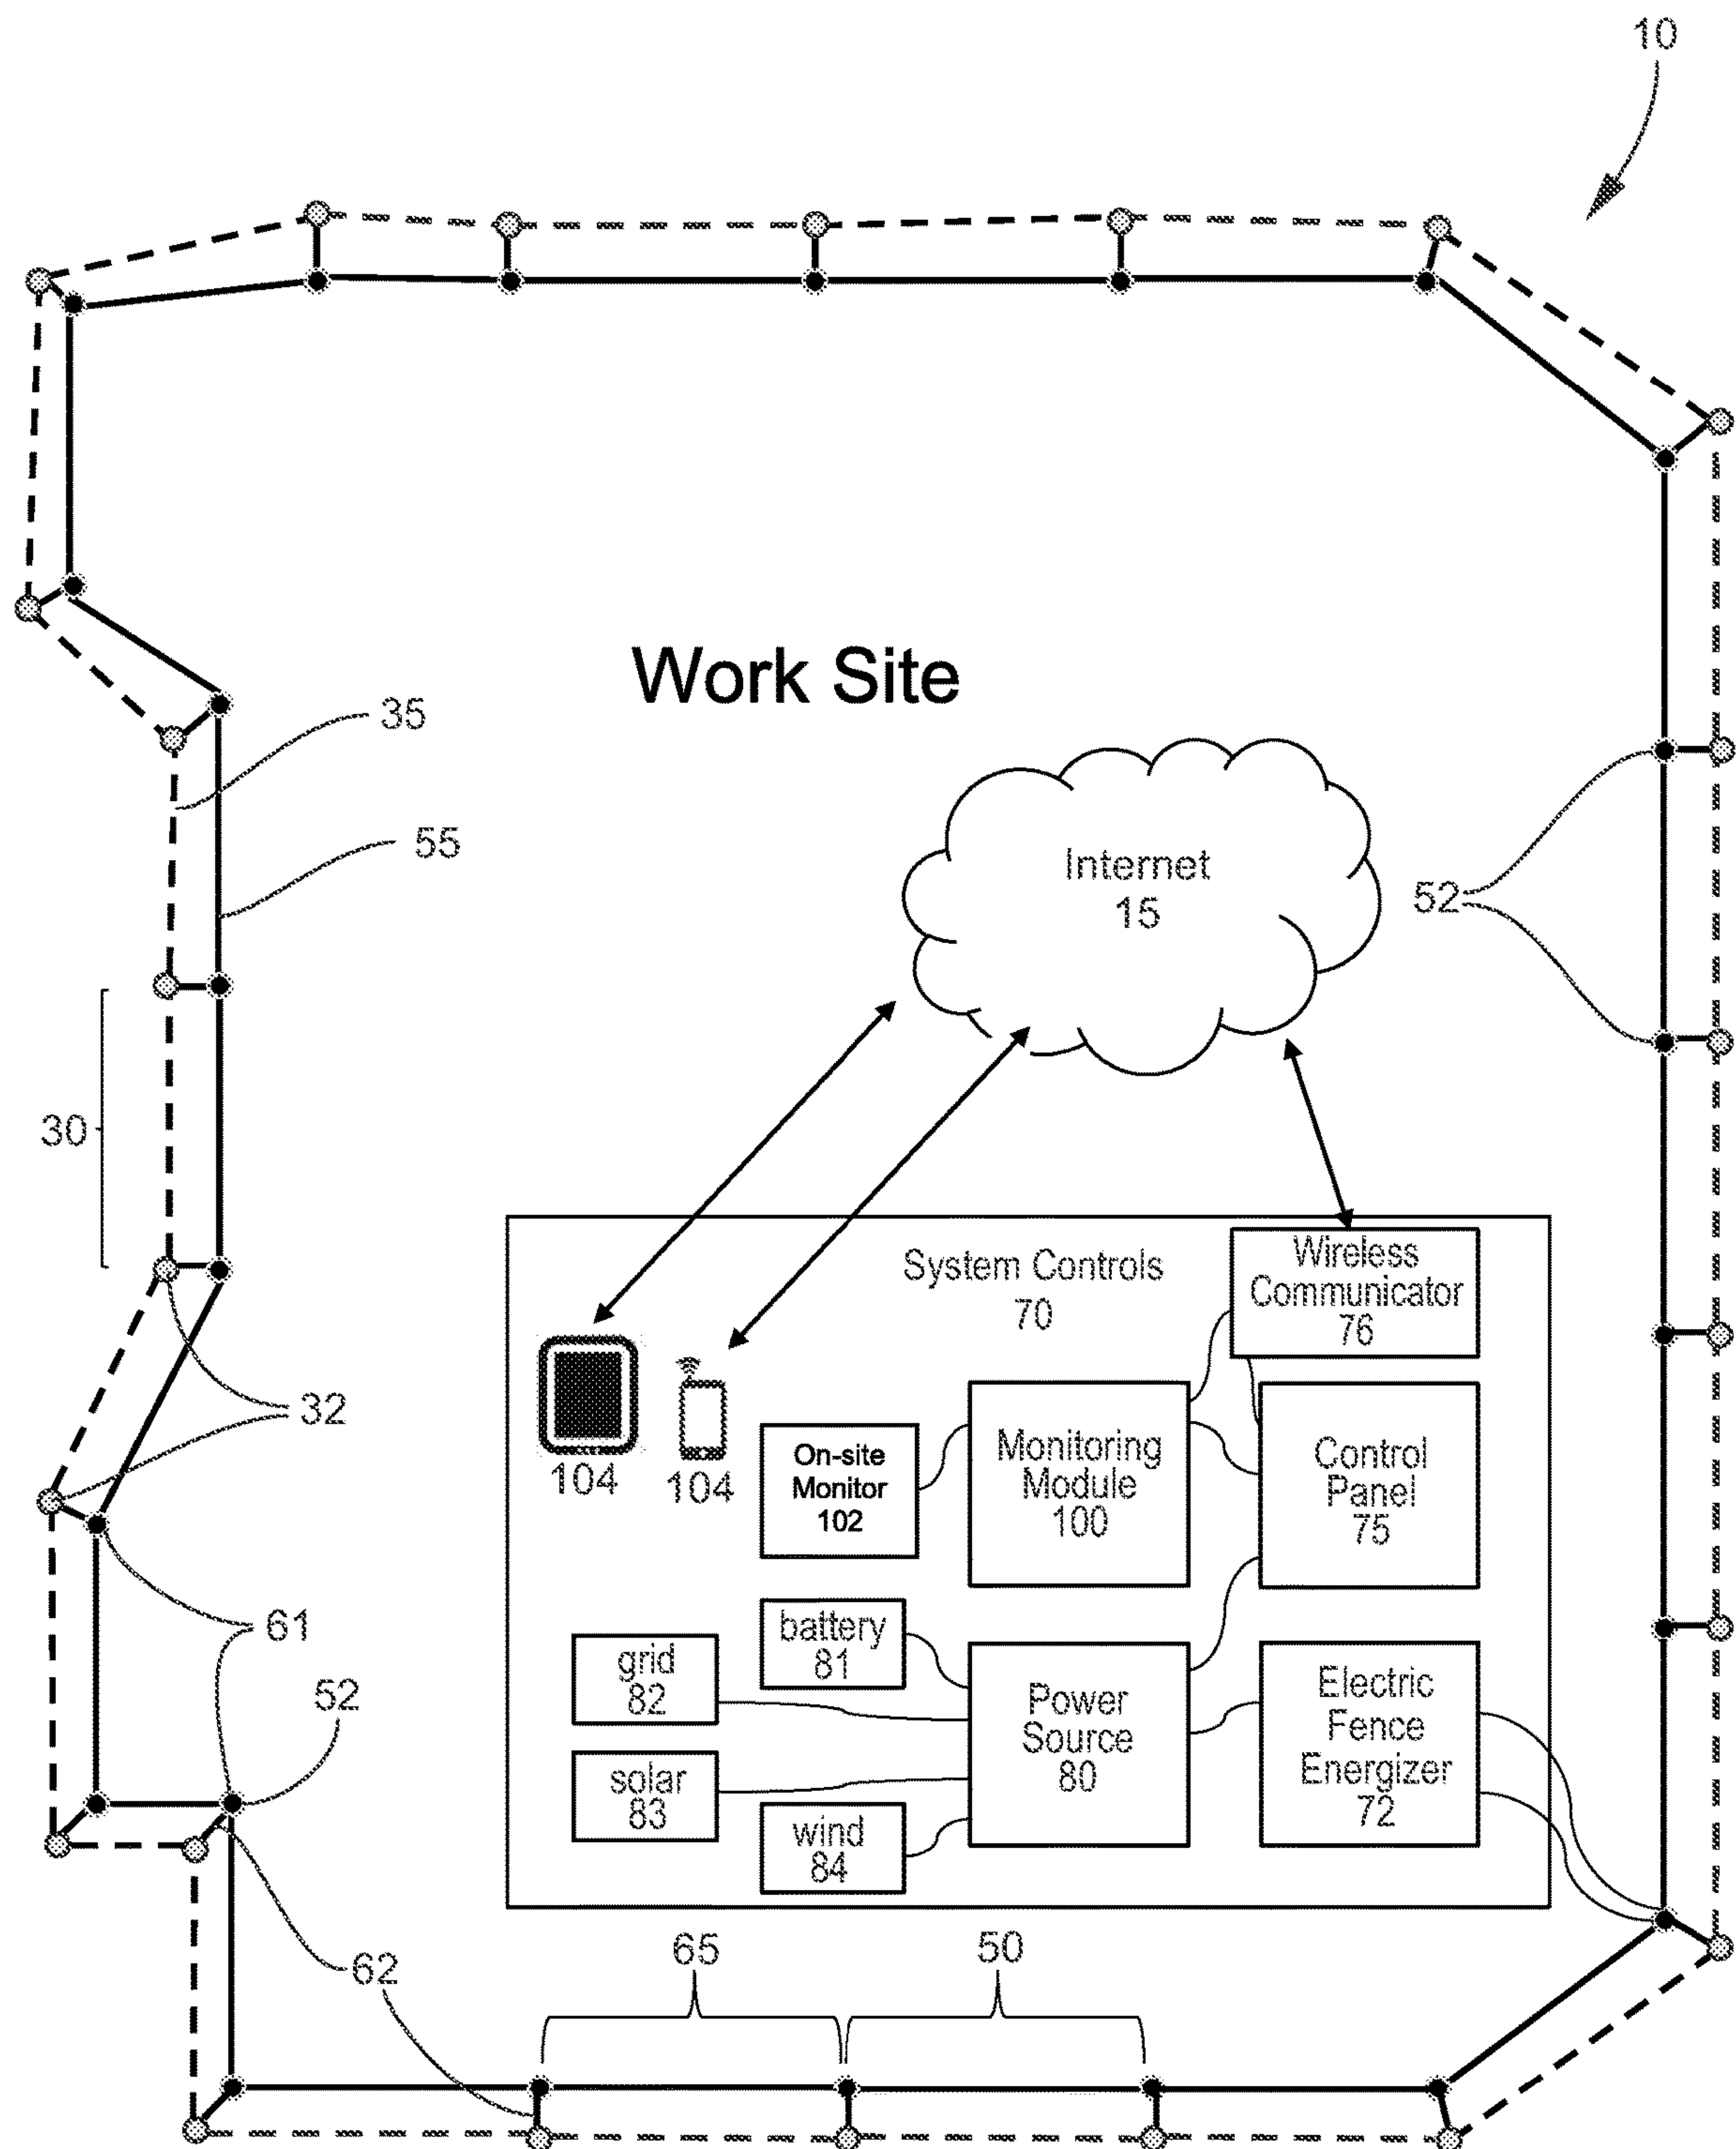 10
Work Site
35
55
Internet
15
52
30
System Controls
70
Wireless
Communicator
76
32
104
104
On-site
Monitor
102
Monitoring
Module
100
Control
Panel
75
61
battery
81
grid
82
52
Power
Source
80
Electric
Fence
Energizer
72
solar
83
wind
84
65
50
62